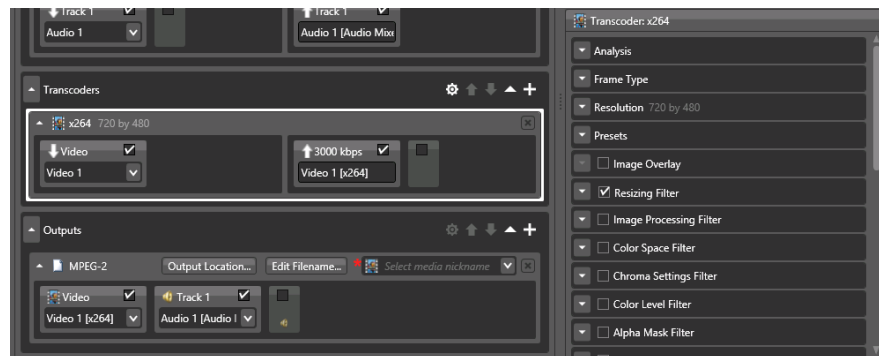 Track 1
Track 1
Audio 1
Audio 1 [Audio Mixe
Transcoders
x264 720 by 480
Video
3000 kbps
Video 1
Video 1 [x264]
Outputs
MPEG-2
Output Location...
Edit Filename...
* Select media nickname
Video
Track 1
Video 1 [x264]
Audio 1 [Audio I
Transcoder: x264
Analysis
Frame Type
Resolution 720 by 480
Presets
Image Overlay
Resizing Filter
Image Processing Filter
Color Space Filter
Chroma Settings Filter
Color Level Filter
Alpha Mask Filter